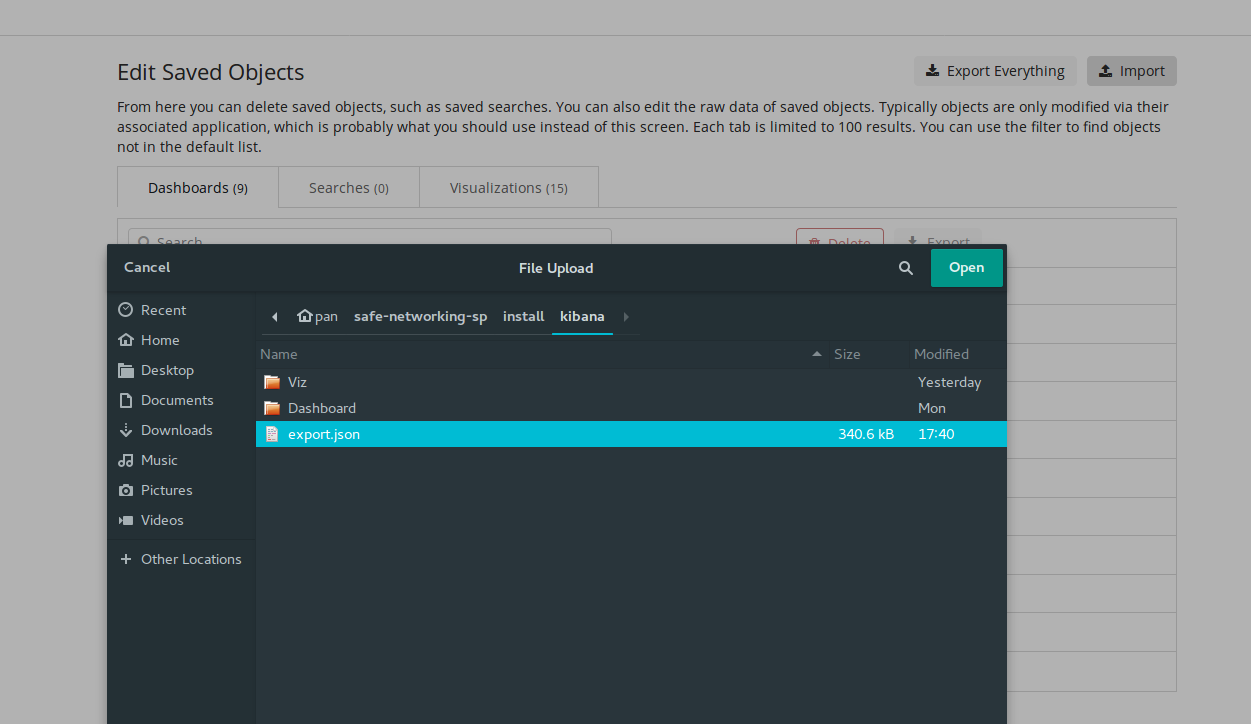 Edit Saved Objects
Export Everything
Import
From here you can delete saved objects, such as saved searches. You can also edit the raw data of saved objects. Typically objects are only modified via their
associated application, which is probably what you should use instead of this screen. Each tab is limited to 100 results. You can use the filter to find objects
not in the default list.
Dashboards (9)
Searches (0)
Visualizations (15)
Search
Delete
Export
Cancel
File Upload
Open
Recent
Home
Desktop
Documents
Downloads
Music
Pictures
Videos
Other Locations
pan safe-networking-sp install kibana
Name Size Modified
Viz Yesterday
Dashboard Mon
export.json 340.6 kB 17:40